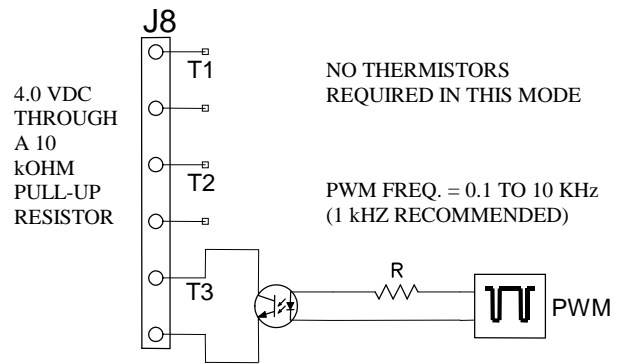 J8
T1
NO THERMISTORS
REQUIRED IN THIS MODE
4.0 VDC
THROUGH
A 10
kOHM
PULL-UP
RESISTOR
T2
PWM FREQ. = 0.1 TO 10 KHz
(1 kHZ RECOMMENDED)
T3
R
PWM